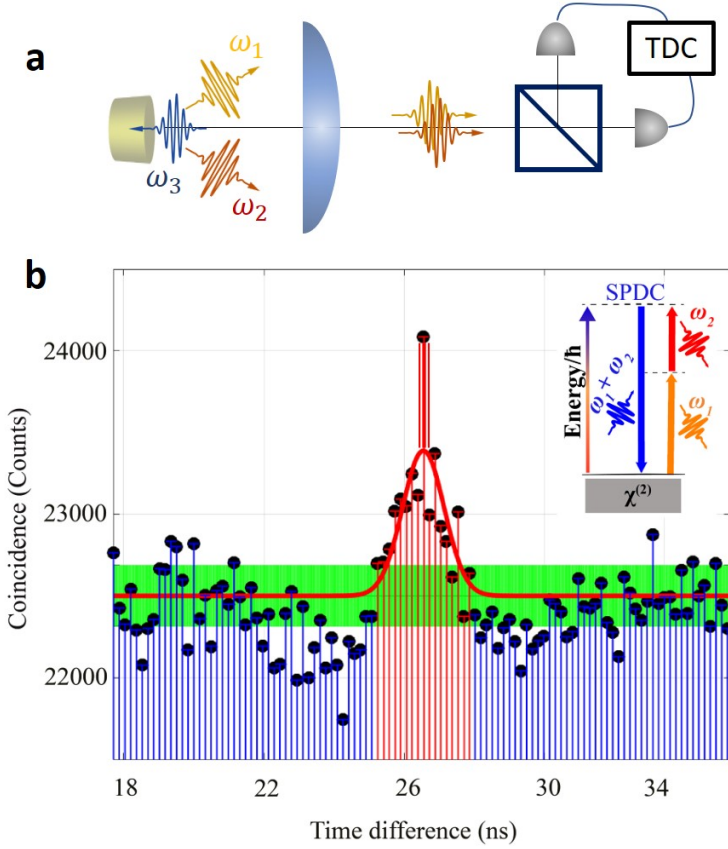 a
ω₁
TDC
ω₃
ω₂
b
SPDC
ω₂
Energy/ħ
ω₁ + ω₂
ω₁
χ⁽²⁾
24000
23000
22000
Coincidence (Counts)
18 22 26 30 34
Time difference (ns)